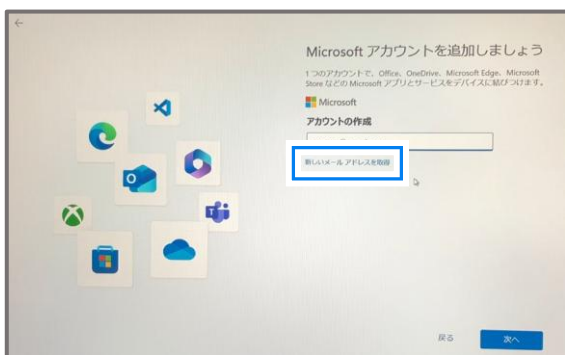 Microsoft アカウントを追加しましょう
1 つのアカウントで、Office、OneDrive、Microsoft Edge、Microsoft
Store などの Microsoft アプリとサービスをデバイスに結びつけます。
Microsoft
アカウントの作成
新しいメール アドレスを取得
戻る
次へ